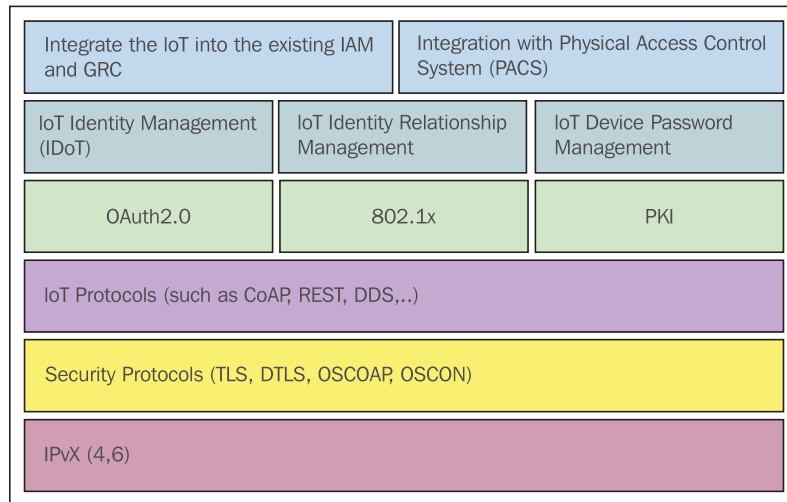 Integrate the IoT into the existing IAM
and GRC
Integration with Physical Access Control
System (PACS)
IoT Identity Management
(IDoT)
IoT Identity Relationship
Management
IoT Device Password
Management
OAuth2.0
802.1x
PKI
IoT Protocols (such as CoAP, REST, DDS,..)
Security Protocols (TLS, DTLS, OSCOAP, OSCON)
IPvX (4,6)